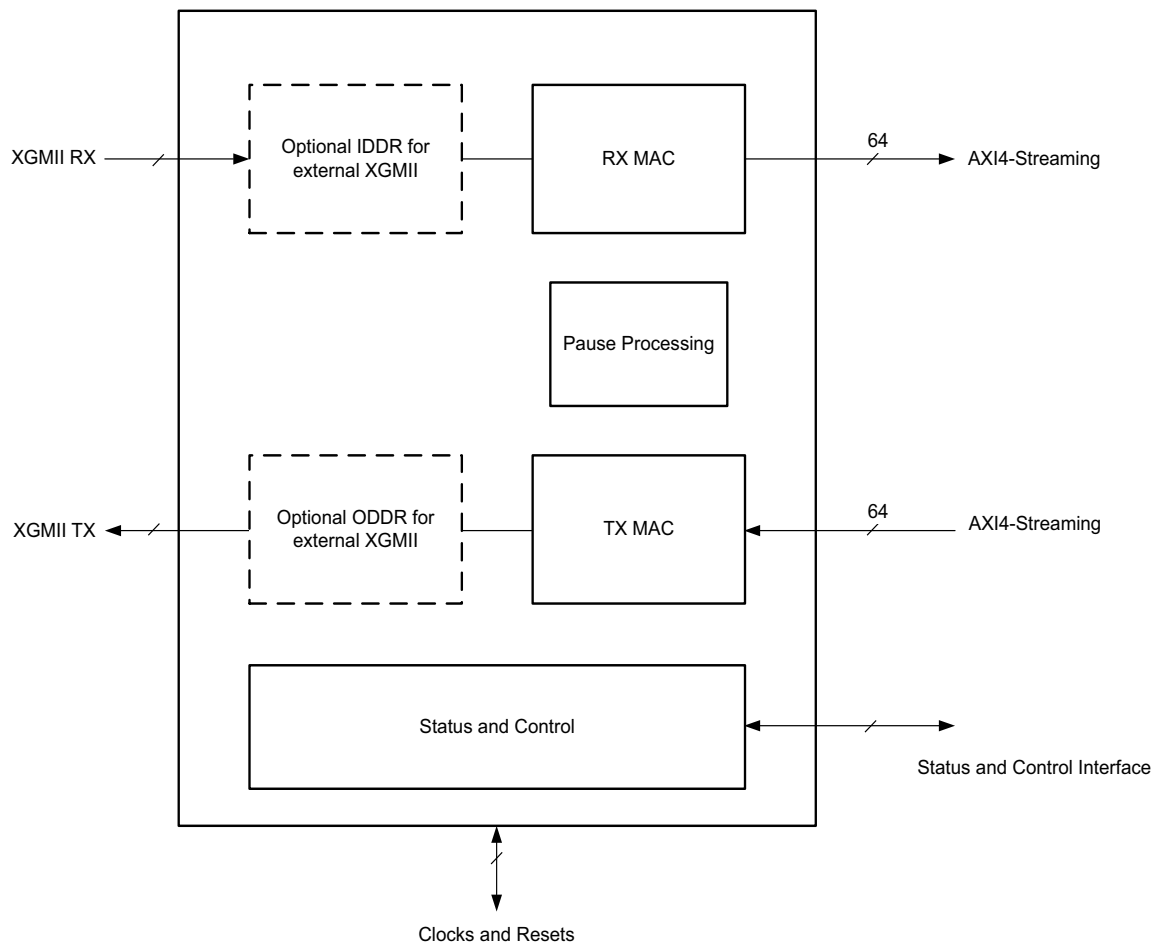 XGMII RX
Optional IDDR for
external XGMII
RX MAC
64
AXI4-Streaming
Pause Processing
XGMII TX
Optional ODDR for
external XGMII
TX MAC
64
AXI4-Streaming
Status and Control
Status and Control Interface
Clocks and Resets